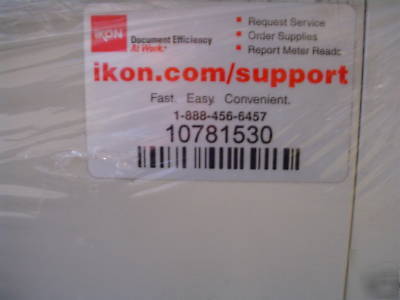 IKON
Document Efficiency
At Work.
• Request Service
• Order Supplies
• Report Meter Reads
ikon.com/support
Fast. Easy. Convenient.
1-888-456-6457
10781530